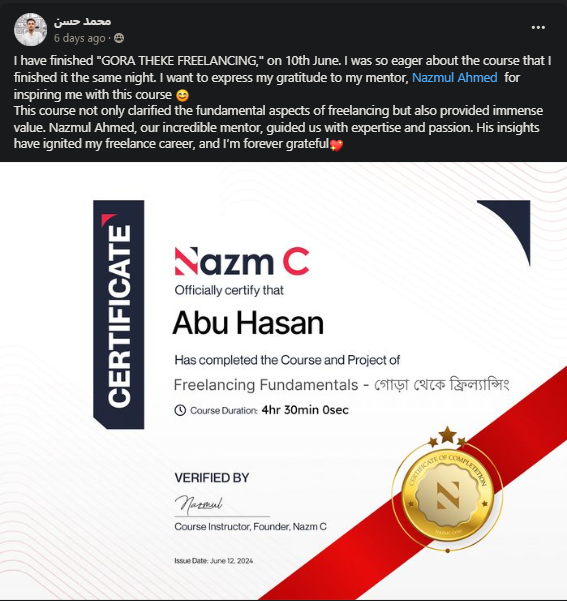 محمد حسن
6 days ago ·
I have finished "GORA THEKE FREELANCING," on 10th June. I was so eager about the course that I
finished it the same night. I want to express my gratitude to my mentor, Nazmul Ahmed for
inspiring me with this course 😊
This course not only clarified the fundamental aspects of freelancing but also provided immense
value. Nazmul Ahmed, our incredible mentor, guided us with expertise and passion. His insights
have ignited my freelance career, and I'm forever grateful💖
CERTIFICATE
Nazm C
Officially certify that
Abu Hasan
Has completed the Course and Project of
Freelancing Fundamentals - গোড়া থেকে ফ্রিল্যান্সিং
Course Duration: 4hr 30min 0sec
CERTIFICATE OF COMPLETETION
N
VERIFIED BY
Nazmul
Course Instructor, Founder, Nazm C
Issue Date: June 12, 2024